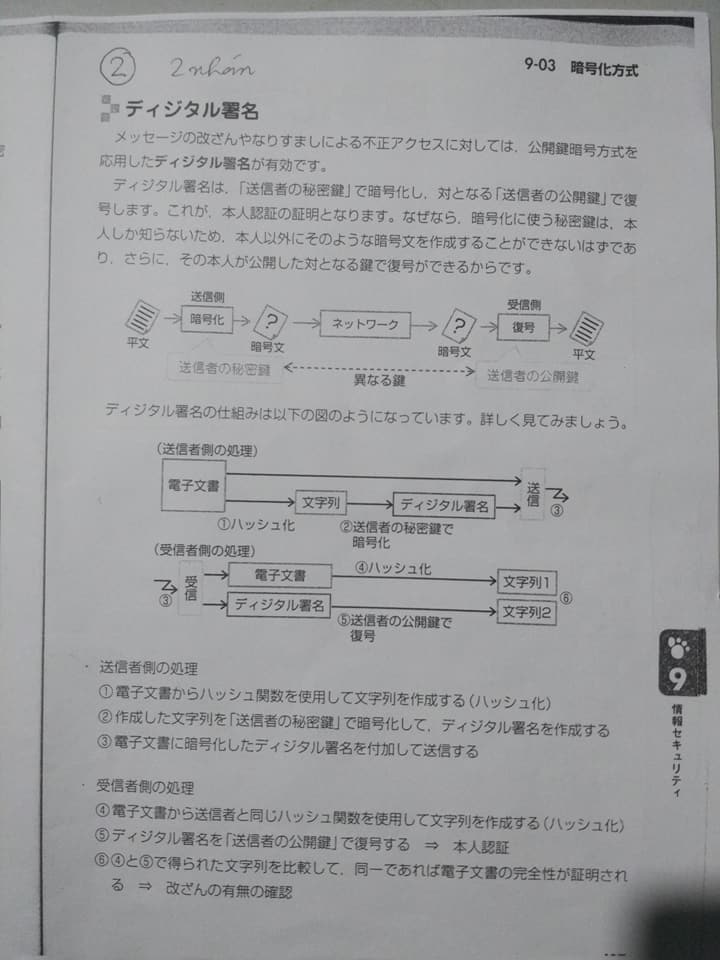 ② 2 nhán
9-03 暗号化方式
ディジタル署名
メッセージの改ざんやなりすましによる不正アクセスに対しては，公開鍵暗号方式を
応用したディジタル署名が有効です。
ディジタル署名は，「送信者の秘密鍵」で暗号化し，対となる「送信者の公開鍵」で復
号します。これが，本人認証の証明となります。なぜなら，暗号化に使う秘密鍵は，本
人しか知らないため，本人以外にそのような暗号文を作成することができないはずであ
り，さらに，その本人が公開した対となる鍵で復号ができるからです。
送信側 受信側
暗号化 ? ネットワーク ? 復号
平文 暗号文 暗号文 平文
送信者の秘密鍵 異なる鍵 送信者の公開鍵
ディジタル署名の仕組みは以下の図のようになっています。詳しく見てみましょう。
（送信者側の処理）
電子文書 文字列 ディジタル署名 送信 ③
①ハッシュ化 ②送信者の秘密鍵で
暗号化
（受信者側の処理）
③ 受信 電子文書 ④ハッシュ化 文字列1
ディジタル署名 文字列2 ⑥
⑤送信者の公開鍵で
復号
・ 送信者側の処理
①電子文書からハッシュ関数を使用して文字列を作成する（ハッシュ化）
②作成した文字列を「送信者の秘密鍵」で暗号化して，ディジタル署名を作成する
③電子文書に暗号化したディジタル署名を付加して送信する
・ 受信者側の処理
④電子文書から送信者と同じハッシュ関数を使用して文字列を作成する（ハッシュ化）
⑤ディジタル署名を「送信者の公開鍵」で復号する ⇒ 本人認証
⑥④と⑤で得られた文字列を比較して，同一であれば電子文書の完全性が証明され
る ⇒ 改ざんの有無の確認
9
情報セキュリティ